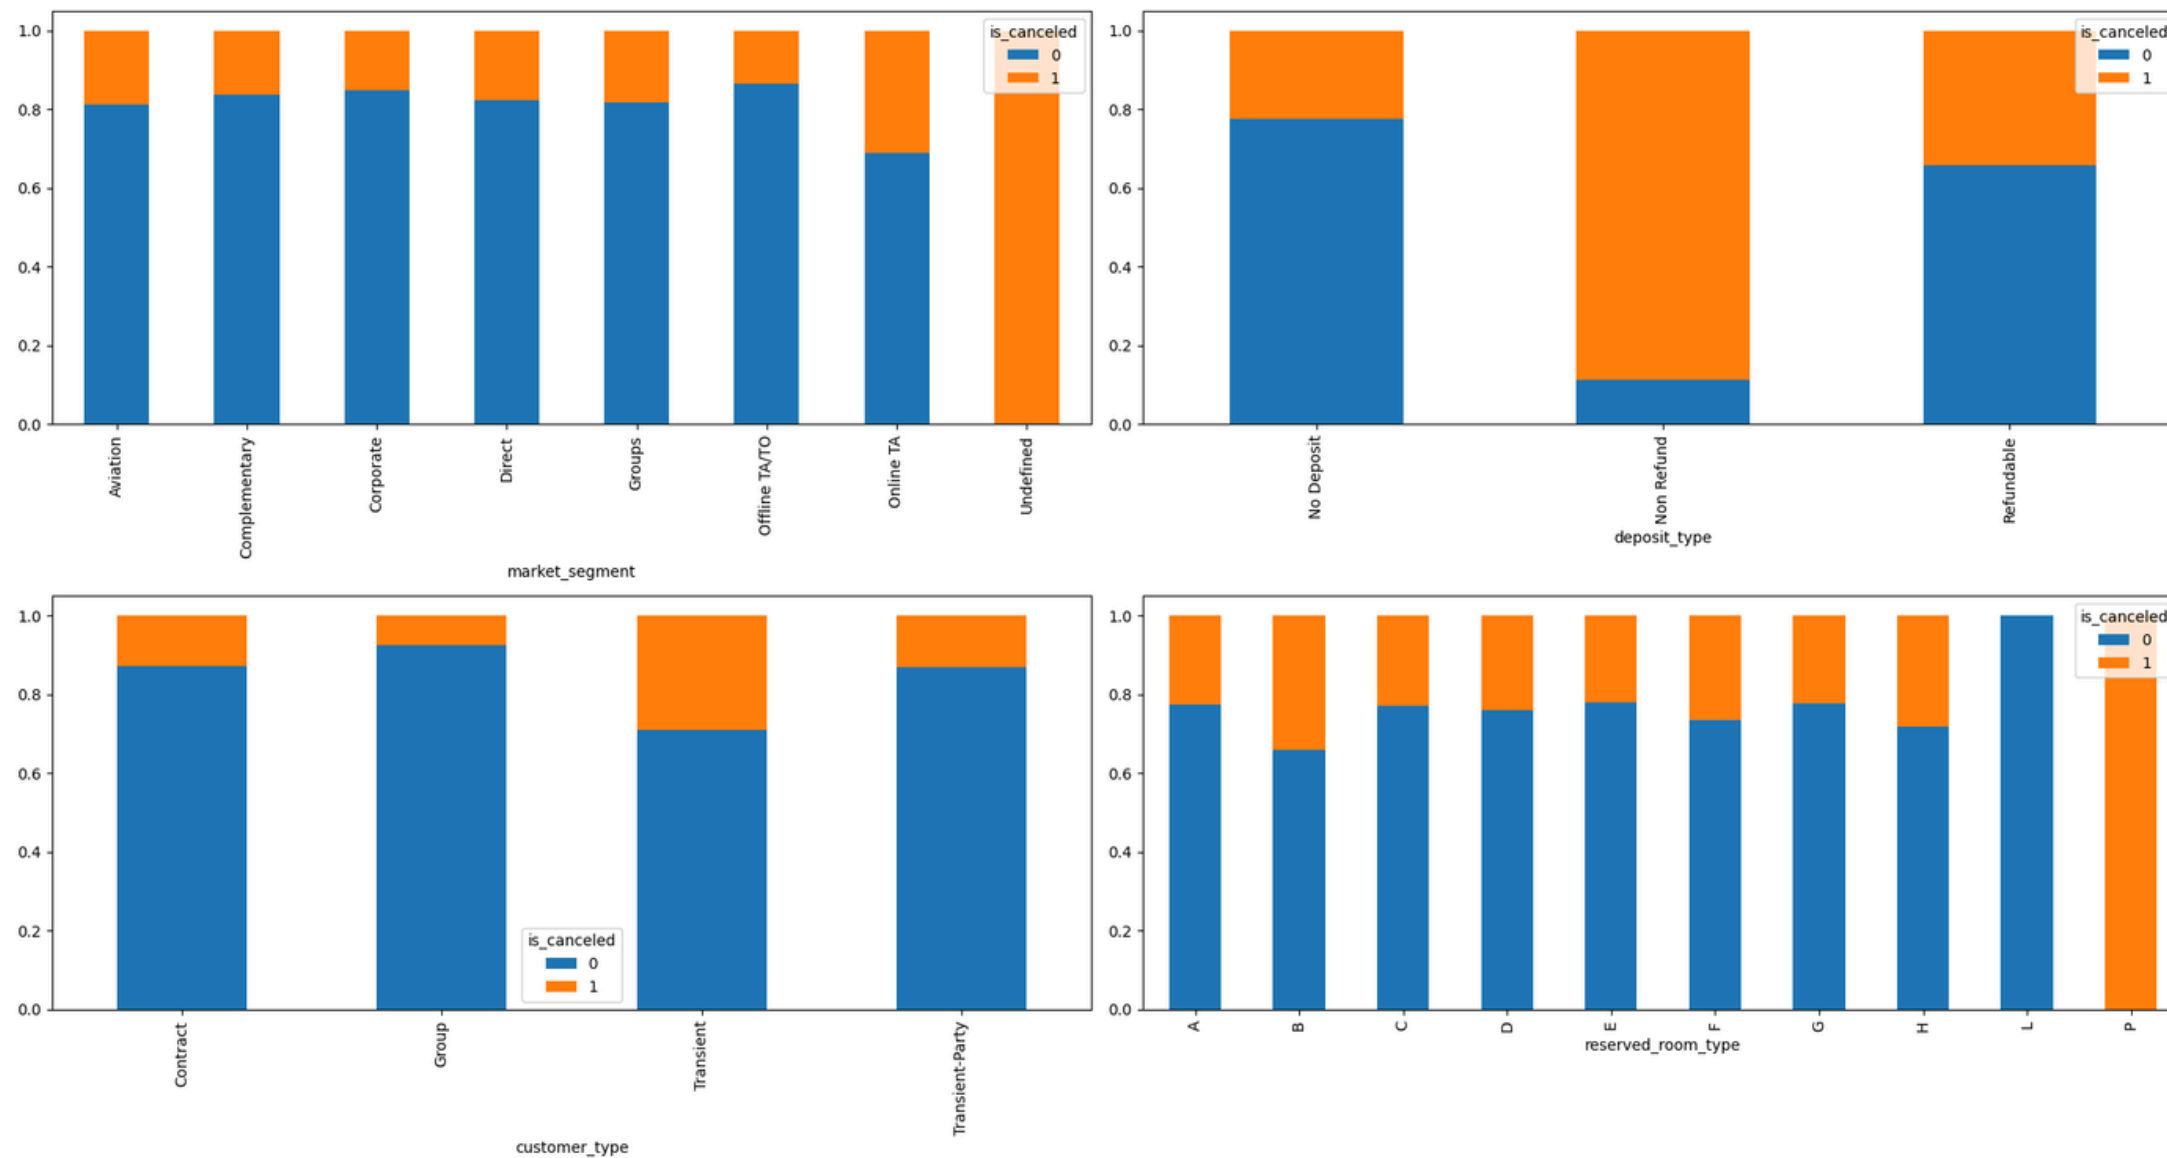 1.0
0.8
0.6
0.4
0.2
0.0
is_canceled
0
1
Aviation
Complementary
Corporate
Direct
Groups
Offline TA/TO
Online TA
Undefined
market_segment
1.0
0.8
0.6
0.4
0.2
0.0
is_canceled
0
1
No Deposit
Non Refund
Refundable
deposit_type
1.0
0.8
0.6
0.4
0.2
0.0
is_canceled
0
1
Contract
Group
Transient
Transient-Party
customer_type
1.0
0.8
0.6
0.4
0.2
0.0
is_canceled
0
1
A
B
C
D
E
F
G
H
L
P
reserved_room_type